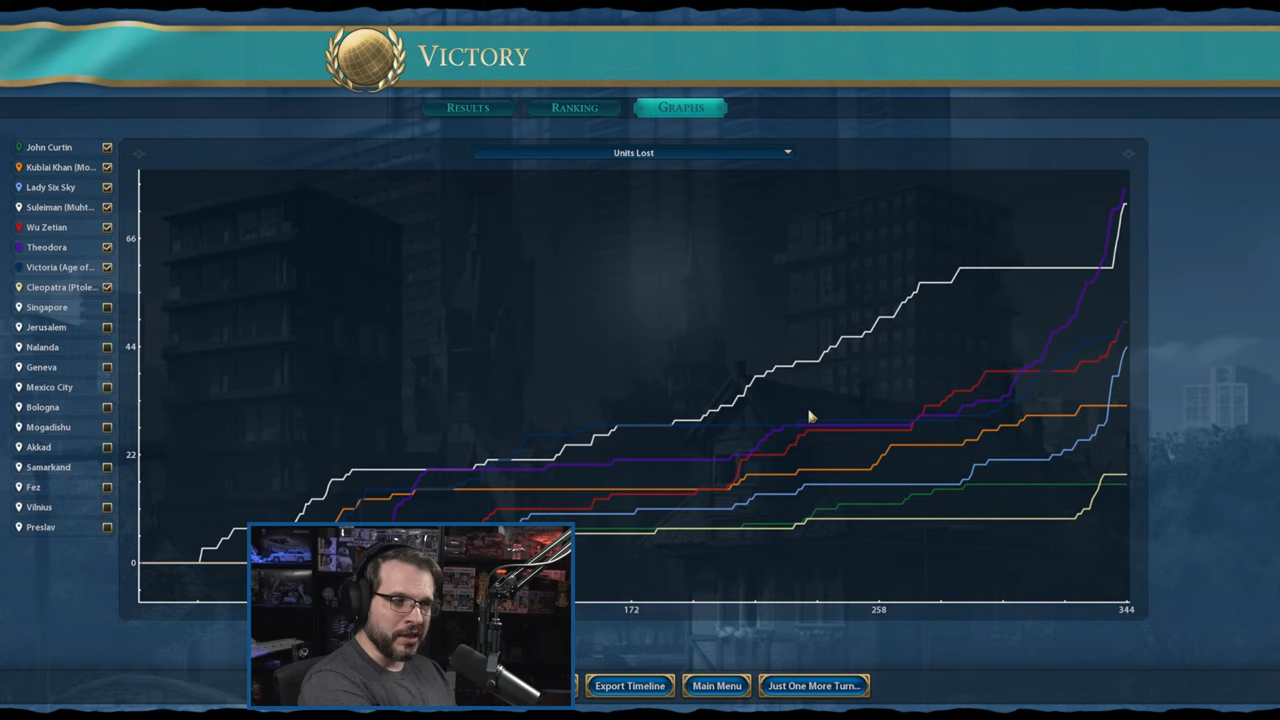 VICTORY
RESULTS
RANKING
GRAPHS
Units Lost
John Curtin
Kublai Khan (Mo...
Lady Six Sky
Suleiman (Muht...
Wu Zetian
Theodora
Victoria (Age of...
Cleopatra (Ptole...
Singapore
Jerusalem
Nalanda
Geneva
Mexico City
Bologna
Mogadishu
Akkad
Samarkand
Fez
Vilnius
Preslav
66
44
22
0
172
258
344
Export Timeline
Main Menu
Just One More Turn...